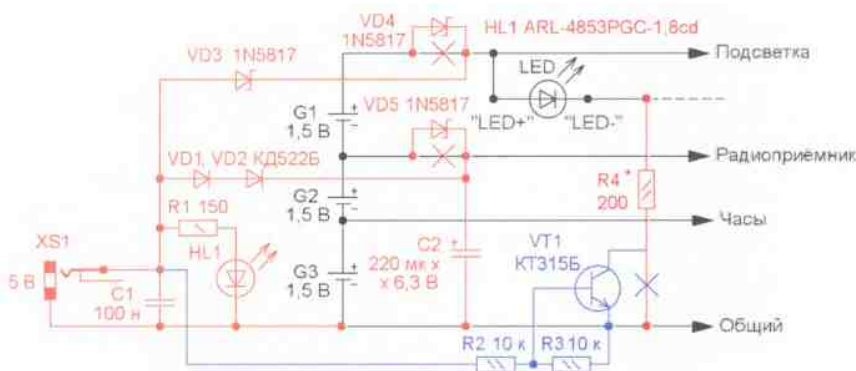 VD4
1N5817
HL1 ARL-4853PGC-1,8cd
VD3 1N5817
Подсветка
LED
G1
1,5 В
VD5 1N5817
"LED+" "LED-"
Радиоприёмник
VD1, VD2 КД522Б
G2
1,5 В
R4*
200
R1 150
Часы
XS1
HL1
C2
220 мк х
х 6,3 В
VT1
КТ315Б
5 В
C1
100 н
G3
1,5 В
Общий
R2 10 к
R3 10 к